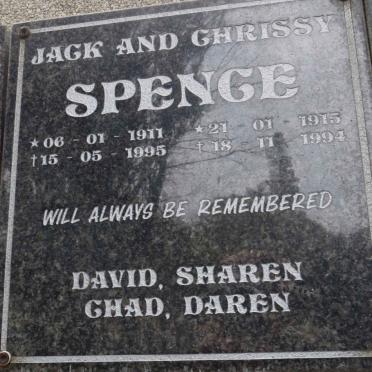 JACK AND CHRISSY
SPENCE
★06 - 01 - 1911 ★21 01 - 1915
†15 - 05 - 1995 †18 - 11 - 1994
WILL ALWAYS BE REMEMBERED
DAVID, SHAREN
CHAD, DAREN